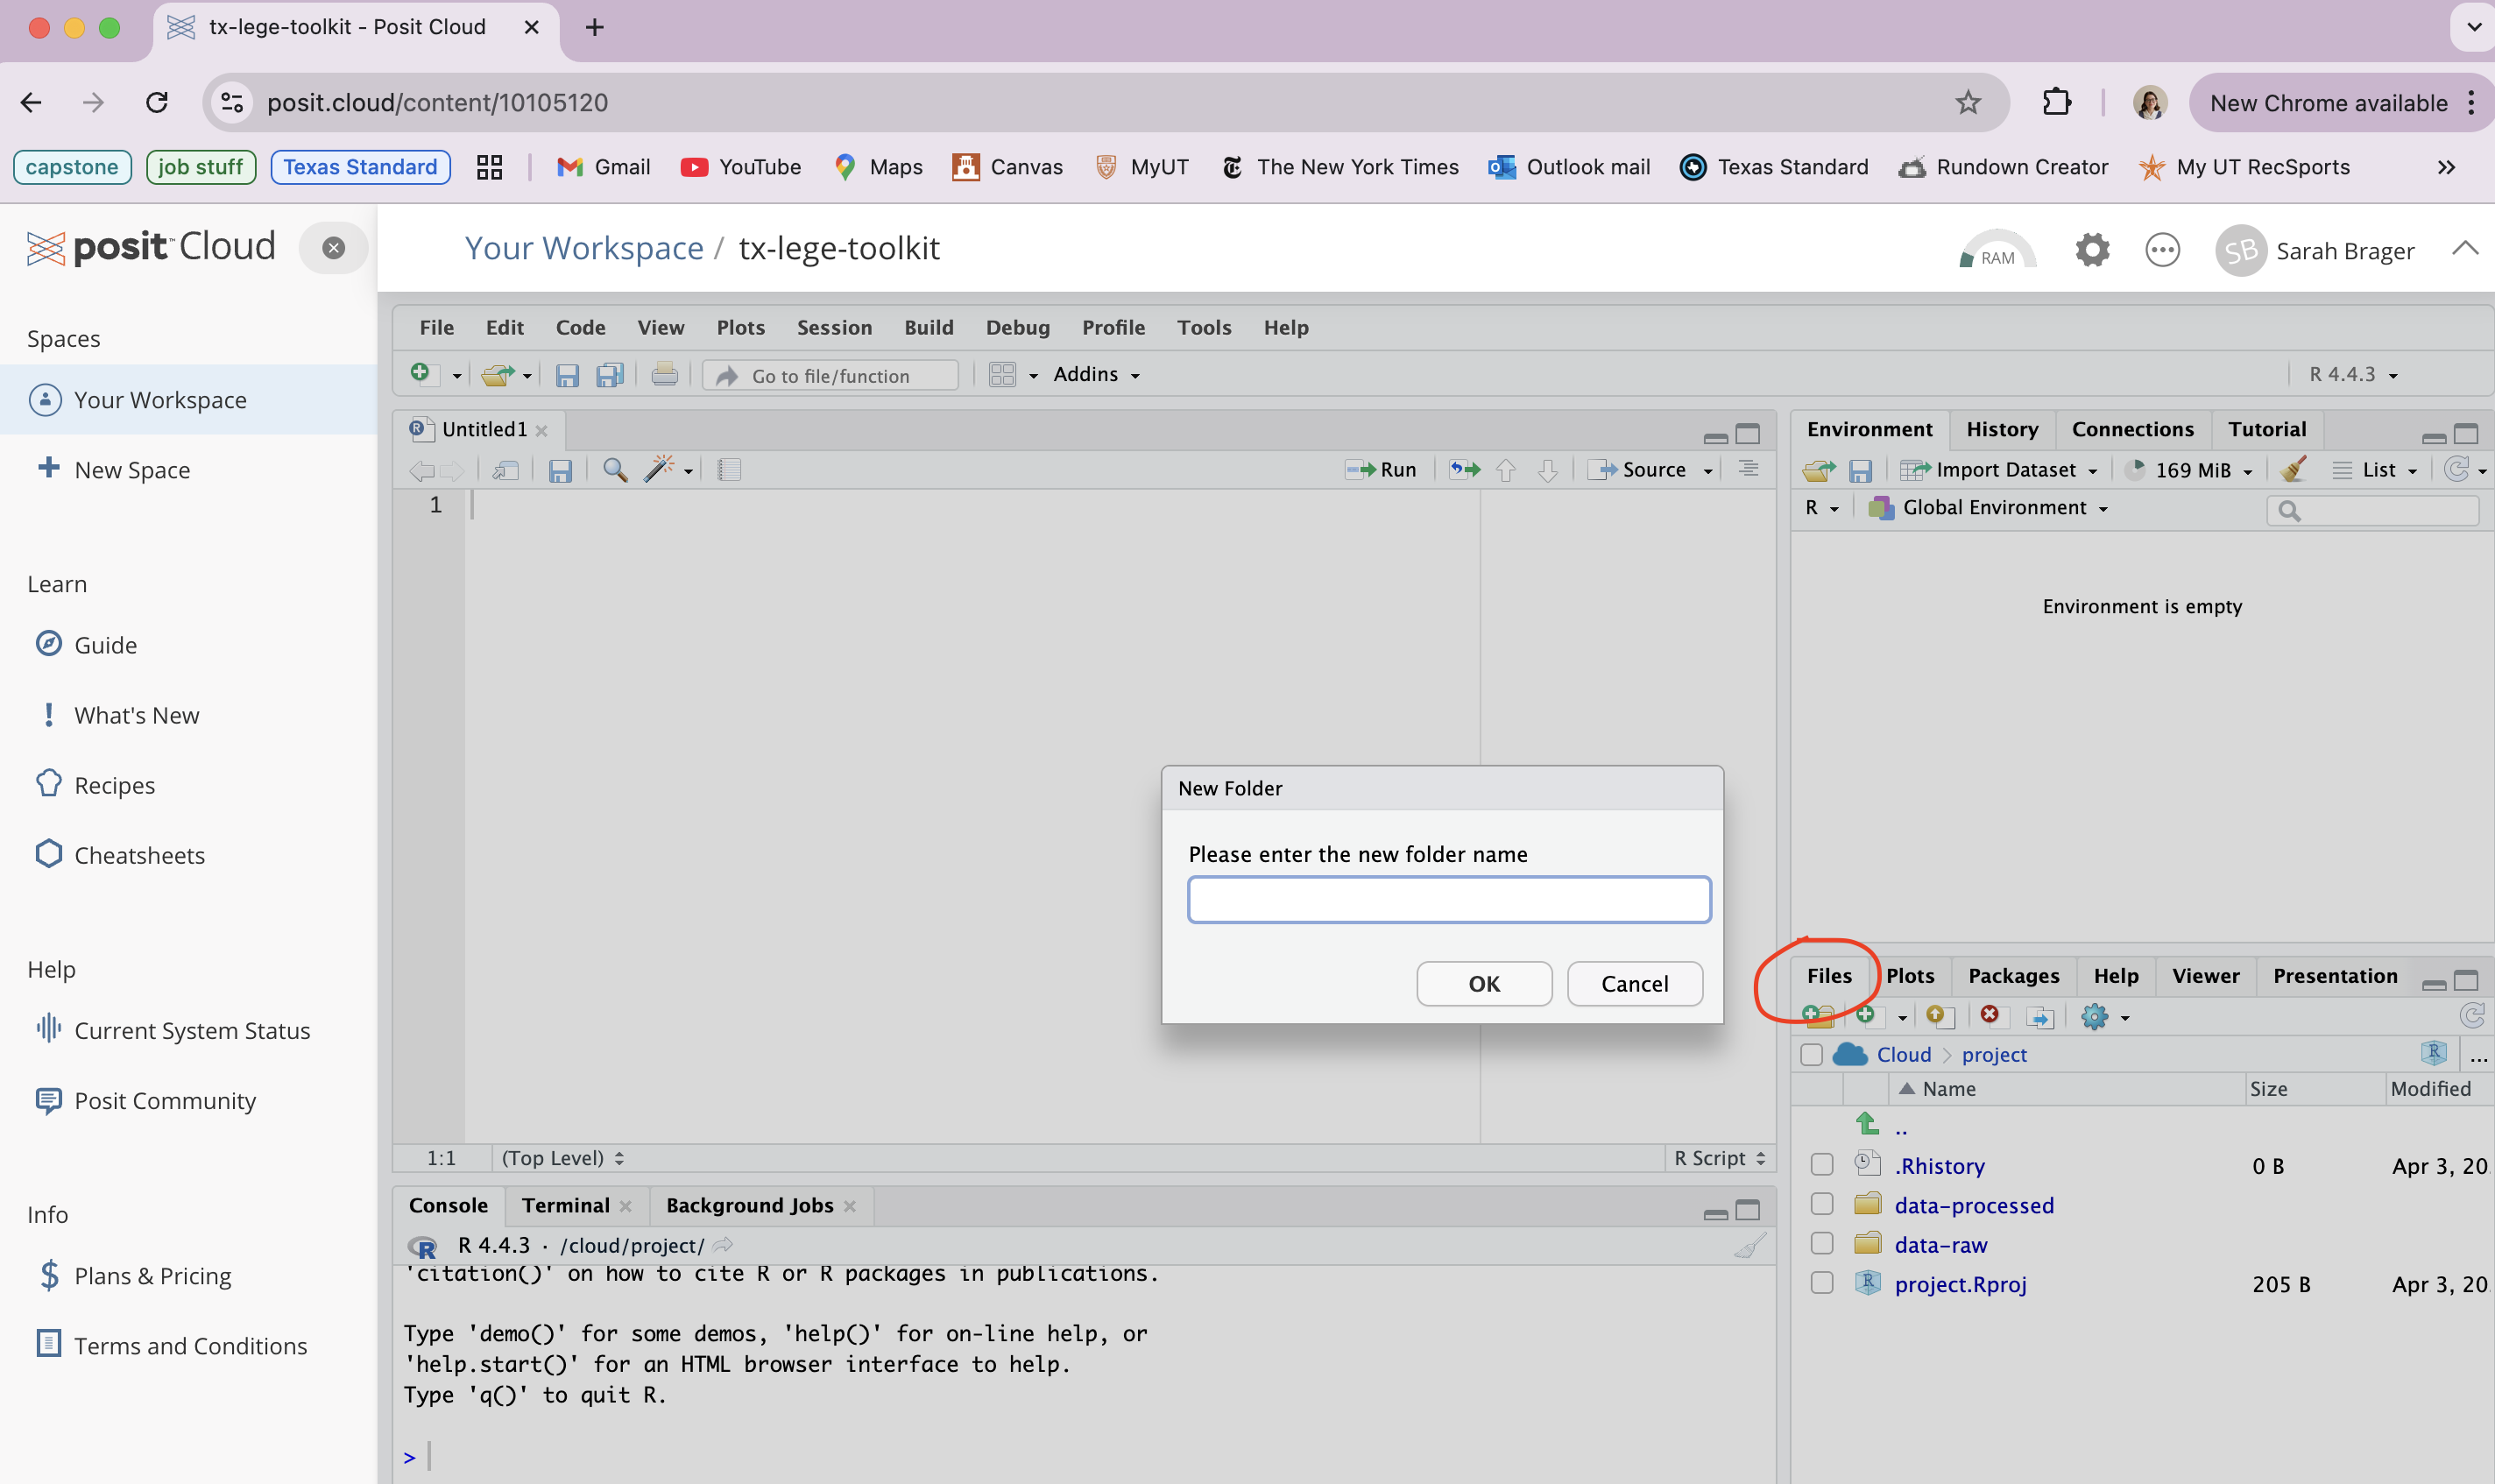 tx-lege-toolkit - Posit Cloud
posit.cloud/content/10105120
New Chrome available
capstone
job stuff
Texas Standard
Gmail
YouTube
Maps
Canvas
MyUT
The New York Times
Outlook mail
Texas Standard
Rundown Creator
My UT RecSports
posit™ Cloud
Your Workspace / tx-lege-toolkit
RAM
SB
Sarah Brager
Spaces
Your Workspace
New Space
Learn
Guide
What's New
Recipes
Cheatsheets
Help
Current System Status
Posit Community
Info
Plans & Pricing
Terms and Conditions
File Edit Code View Plots Session Build Debug Profile Tools Help
Go to file/function
Addins
R 4.4.3
Untitled1
Run
Source
1
1:1
(Top Level)
R Script
New Folder
Please enter the new folder name
OK
Cancel
Console
Terminal
Background Jobs
R 4.4.3 · /cloud/project/
'citation()' on how to cite R or R packages in publications.
Type 'demo()' for some demos, 'help()' for on-line help, or
'help.start()' for an HTML browser interface to help.
Type 'q()' to quit R.
>
Environment
History
Connections
Tutorial
Import Dataset
169 MiB
List
R
Global Environment
Environment is empty
Files
Plots
Packages
Help
Viewer
Presentation
Cloud > project
...
Name
Size
Modified
..
.Rhistory 0 B Apr 3, 20
data-processed
data-raw
project.Rproj 205 B Apr 3, 20